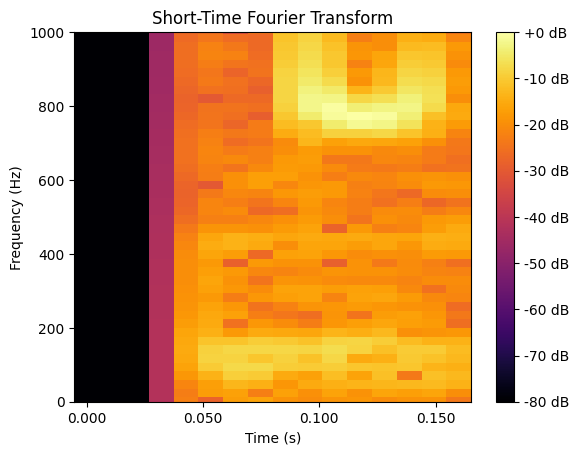 Short-Time Fourier Transform
1000
800
600
400
200
0
Frequency (Hz)
0.000
0.050
0.100
0.150
Time (s)
+0 dB
-10 dB
-20 dB
-30 dB
-40 dB
-50 dB
-60 dB
-70 dB
-80 dB